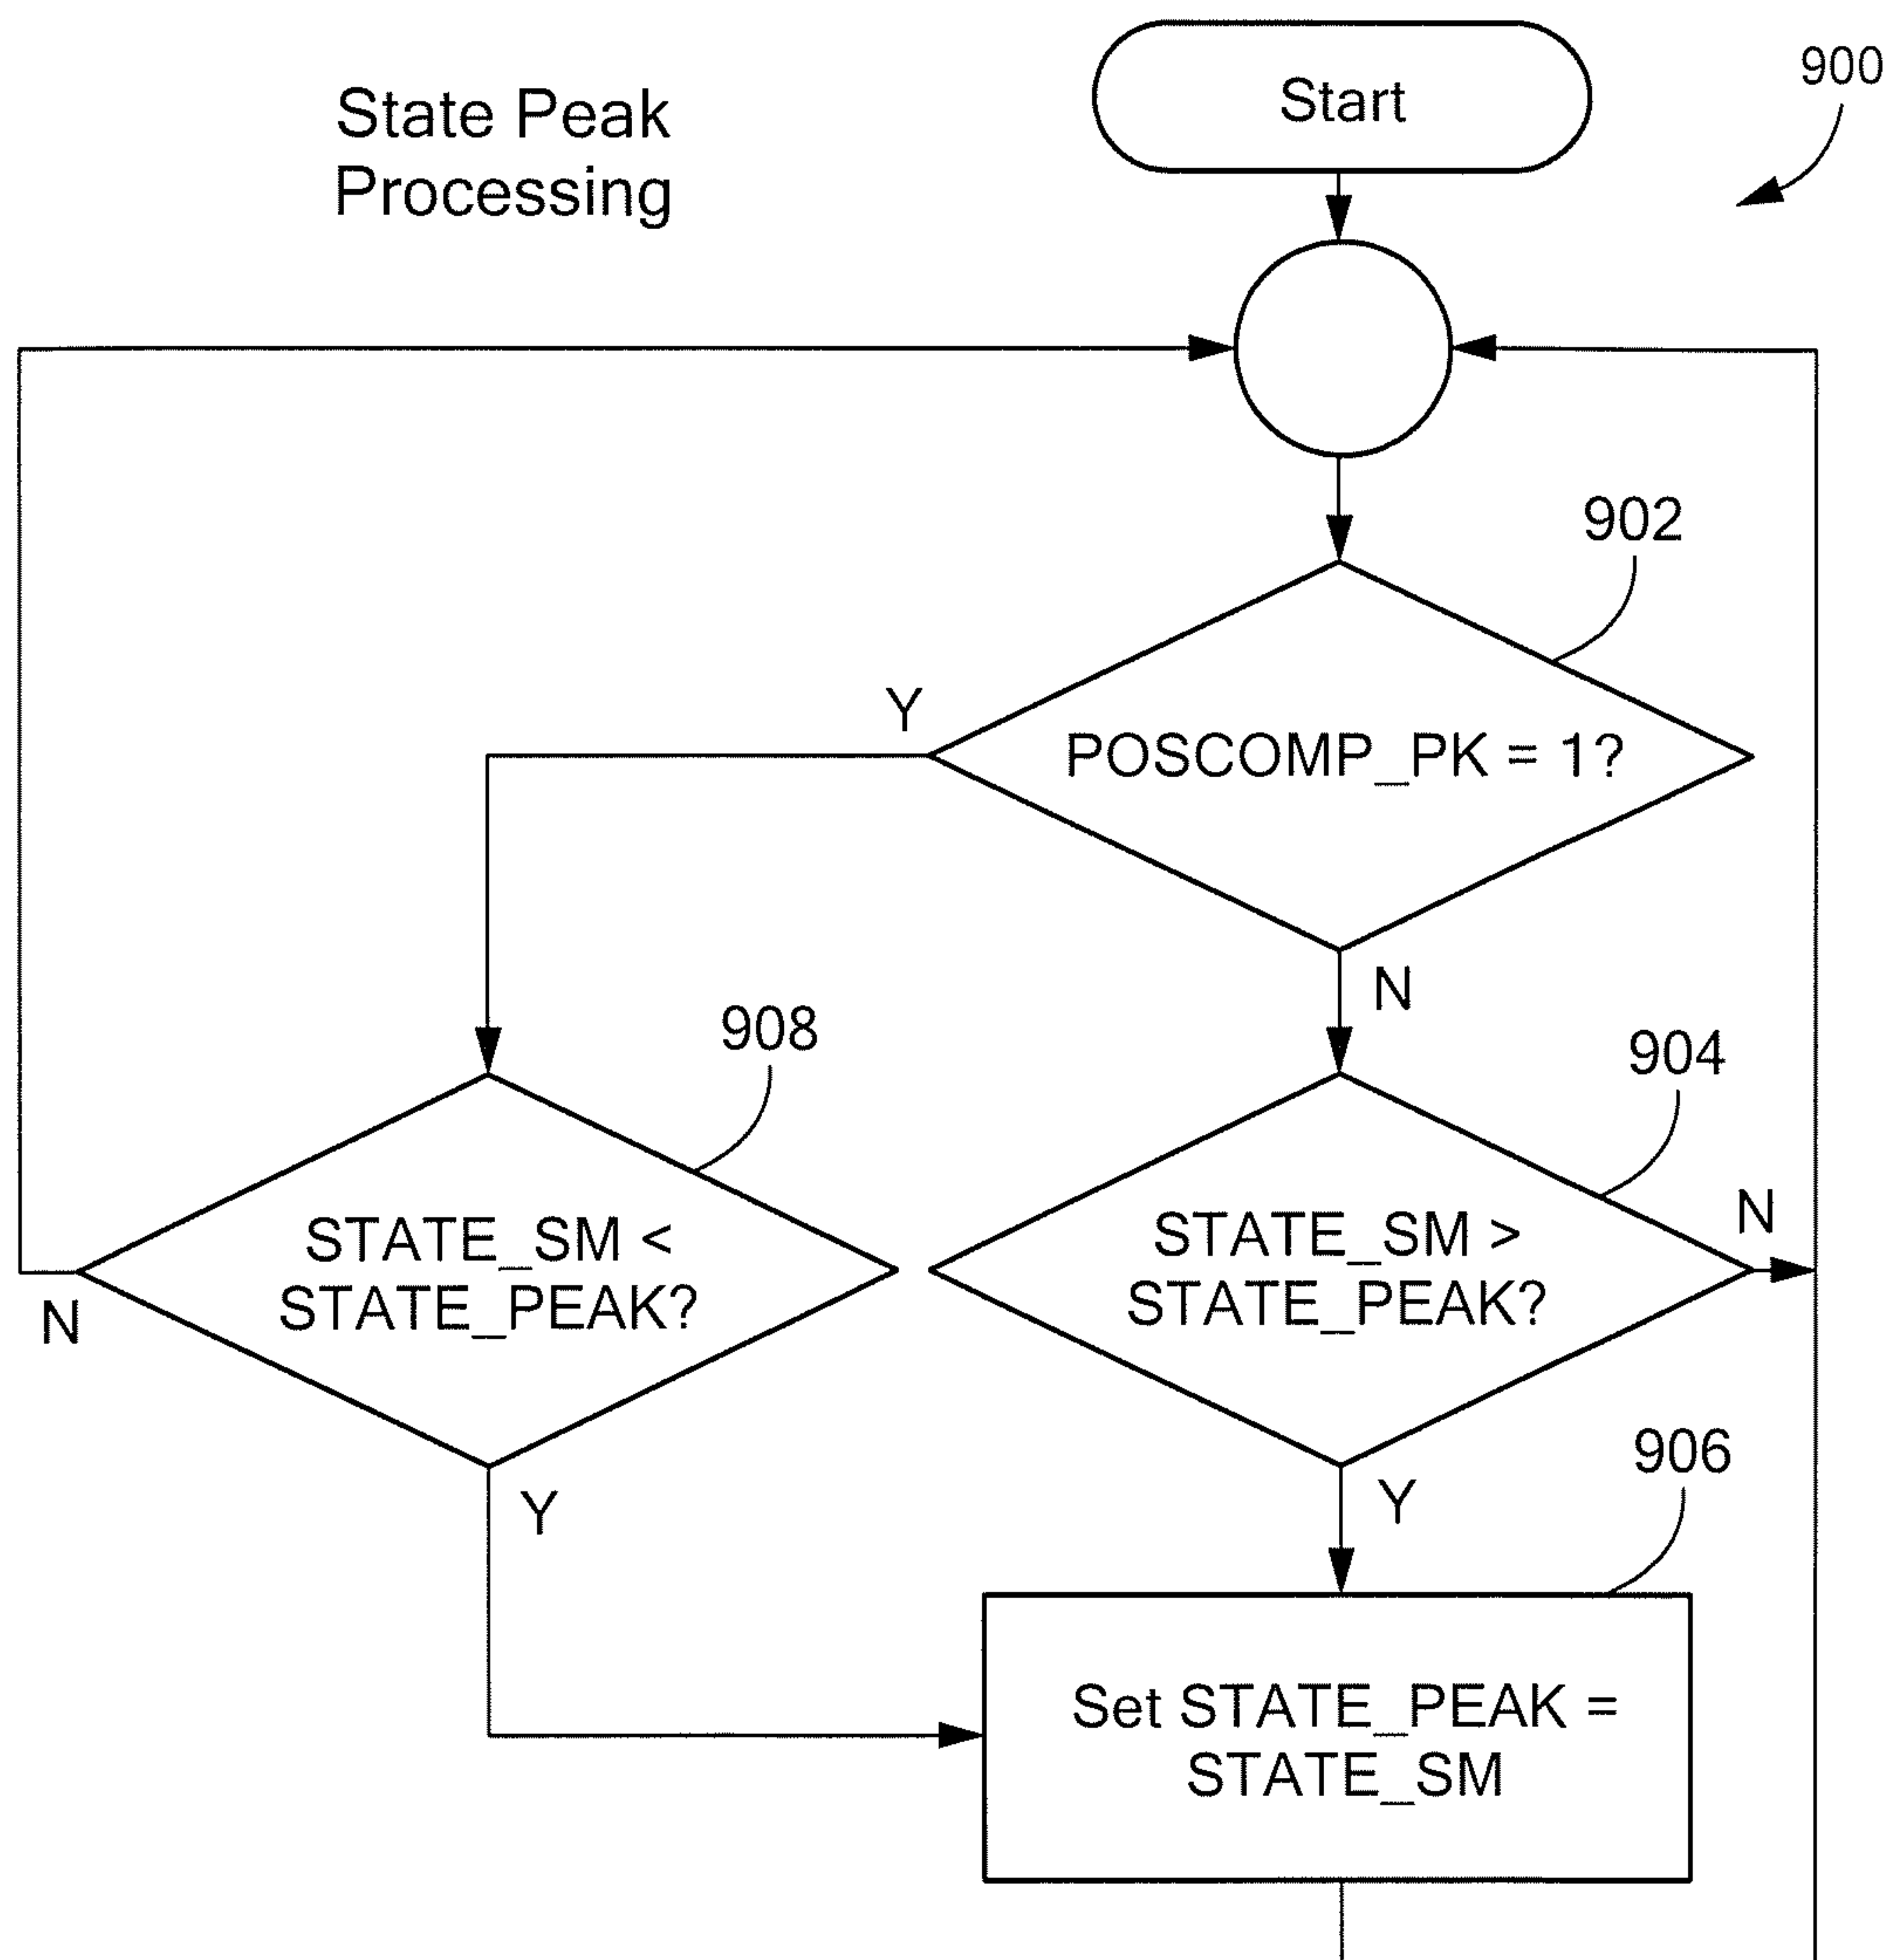 State Peak
Processing
Start
900
902
Y
POSCOMP_PK = 1?
N
908
904
STATE_SM <
STATE_PEAK?
N
STATE_SM >
STATE_PEAK?
N
Y
Y
906
Set STATE_PEAK =
STATE_SM